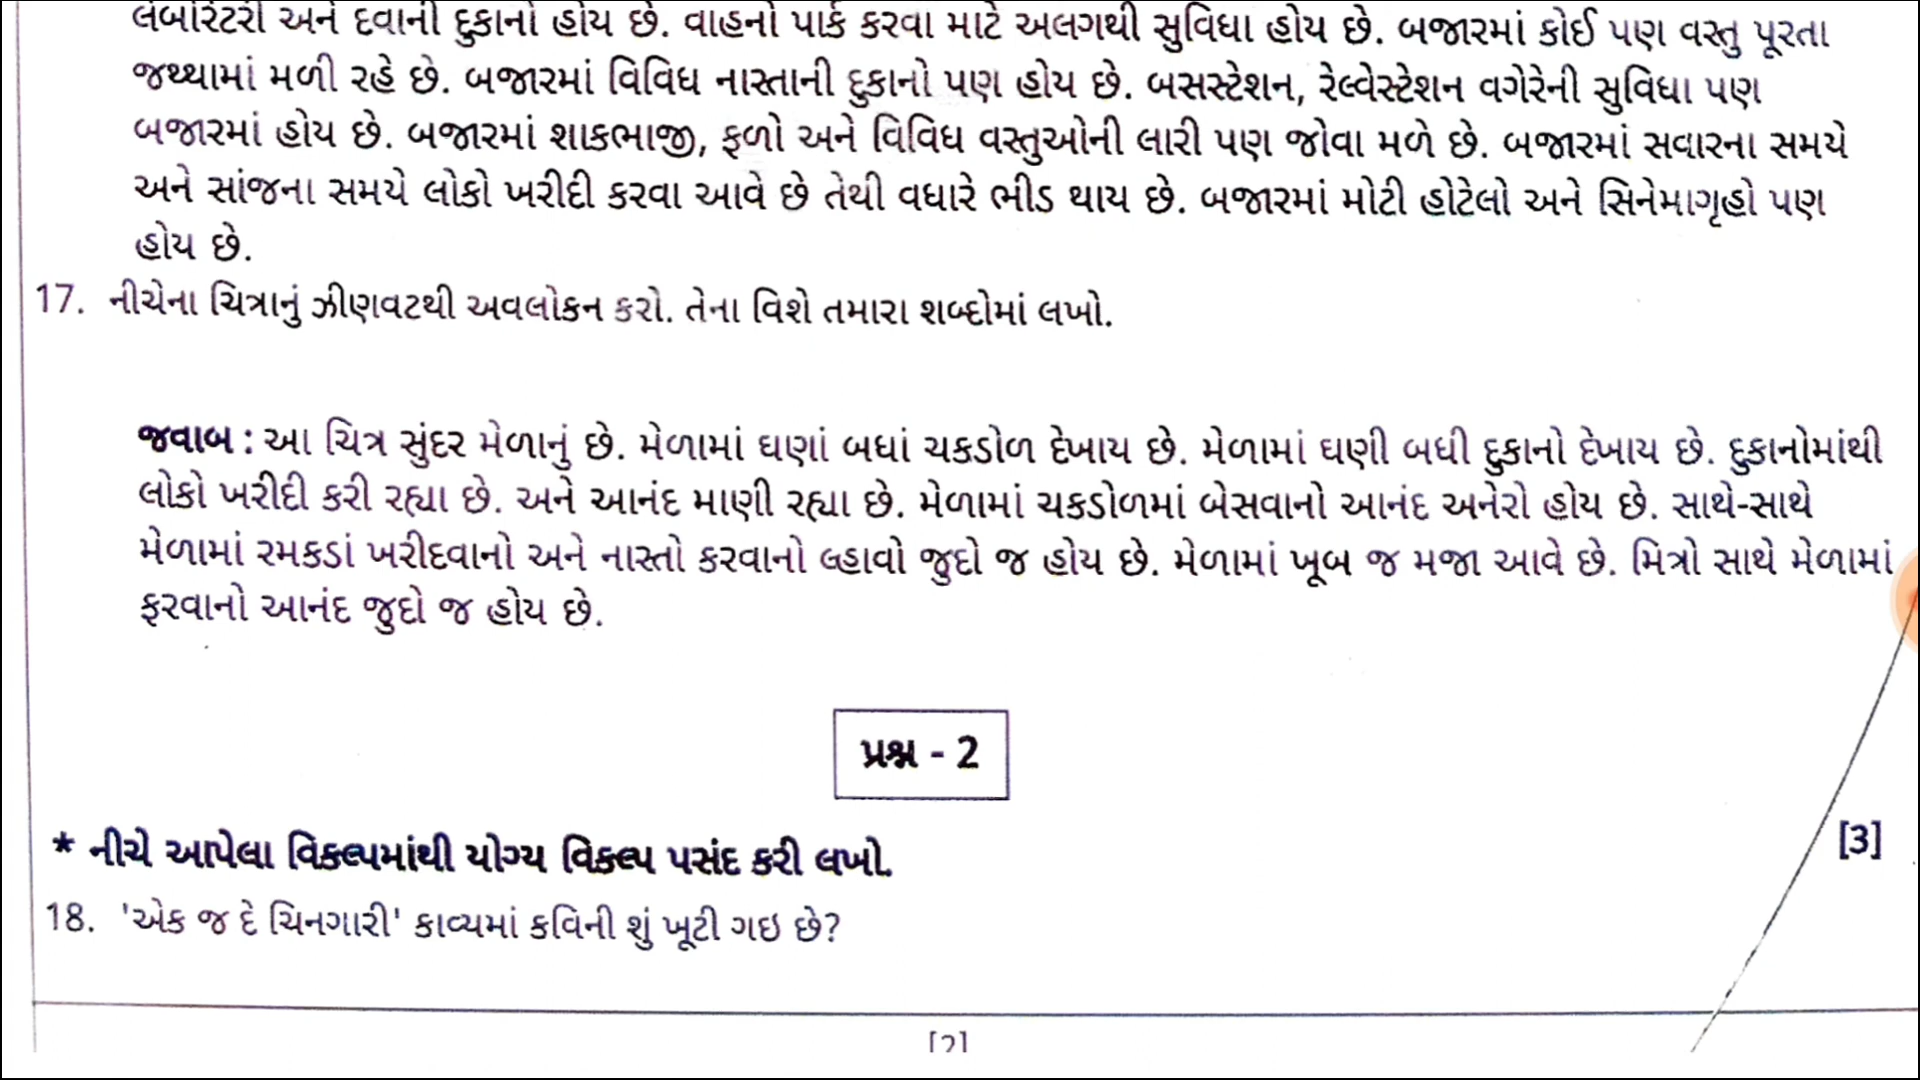 લેબોરેટરી અને દવાની દુકાનો હોય છે. વાહનો પાર્ક કરવા માટે અલગથી સુવિધા હોય છે. બજારમાં કોઈ પણ વસ્તુ પૂરતા
જથ્થામાં મળી રહે છે. બજારમાં વિવિધ નાસ્તાની દુકાનો પણ હોય છે. બસસ્ટેશન, રેલ્વેસ્ટેશન વગેરેની સુવિધા પણ
બજારમાં હોય છે. બજારમાં શાકભાજી, ફળો અને વિવિધ વસ્તુઓની લારી પણ જોવા મળે છે. બજારમાં સવારના સમયે
અને સાંજના સમયે લોકો ખરીદી કરવા આવે છે તેથી વધારે ભીડ થાય છે. બજારમાં મોટી હોટેલો અને સિનેમાગૃહો પણ
હોય છે.
17. નીચેના ચિત્રાનું ઝીણવટથી અવલોકન કરો. તેના વિશે તમારા શબ્દોમાં લખો.
જવાબ : આ ચિત્ર સુંદર મેળાનું છે. મેળામાં ઘણાં બધાં ચકડોળ દેખાય છે. મેળામાં ઘણી બધી દુકાનો દેખાય છે. દુકાનોમાંથી
લોકો ખરીદી કરી રહ્યા છે. અને આનંદ માણી રહ્યા છે. મેળામાં ચકડોળમાં બેસવાનો આનંદ અનેરો હોય છે. સાથે-સાથે
મેળામાં રમકડાં ખરીદવાનો અને નાસ્તો કરવાનો લ્હાવો જુદો જ હોય છે. મેળામાં ખૂબ જ મજા આવે છે. મિત્રો સાથે મેળામાં
ફરવાનો આનંદ જુદો જ હોય છે.
પ્રશ્ન - 2
* નીચે આપેલા વિકલ્પમાંથી યોગ્ય વિકલ્પ પસંદ કરી લખો. [3]
18. 'એક જ દે ચિનગારી' કાવ્યમાં કવિની શું ખૂટી ગઇ છે?
[2]